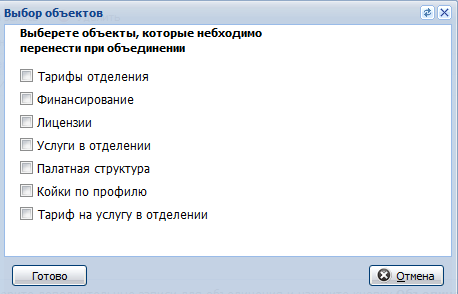 Выбор объектов
Выберете объекты, которые небходимо
перенести при объединении
Тарифы отделения
Финансирование
Лицензии
Услуги в отделении
Палатная структура
Койки по профилю
Тариф на услугу в отделении
Готово
Отмена